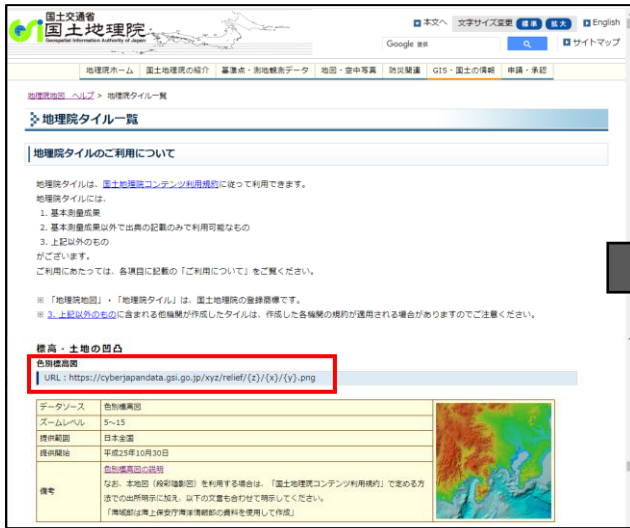 国土交通省
国土地理院
Geospatial Information Authority of Japan
本文へ 文字サイズ変更 標準 拡大 English
Google 検索 サイトマップ
地理院ホーム 国土地理院の紹介 基準点・測地観測データ 地図・空中写真 防災関連 GIS・国土の情報 申請・承認
地理院地図 ヘルプ > 地理院タイル一覧
地理院タイル一覧
地理院タイルのご利用について
地理院タイルは、国土地理院コンテンツ利用規約に従って利用できます。
地理院タイルには、
1. 基本測量成果
2. 基本測量成果以外で出典の記載のみで利用可能なもの
3. 上記以外のもの
がございます。
ご利用にあたっては、各項目に記載の「ご利用について」をご覧ください。
※ 「地理院地図」・「地理院タイル」は、国土地理院の登録商標です。
※ 3. 上記以外のものに含まれる他機関が作成したタイルは、作成した各機関の規約が適用される場合がありますのでご注意ください。
標高・土地の凹凸
色別標高図
URL：https://cyberjapandata.gsi.go.jp/xyz/relief/{z}/{x}/{y}.png
データソース 色別標高図
ズームレベル 5～15
提供範囲 日本全国
提供開始 平成25年10月30日
備考 色別標高図の説明
なお、本地図（段彩陰影図）を利用する場合は、「国土地理院コンテンツ利用規約」で定める方
法での出所明示に加え、以下の文言も合わせて明示してください。
「海域部は海上保安庁海洋情報部の資料を使用して作成」